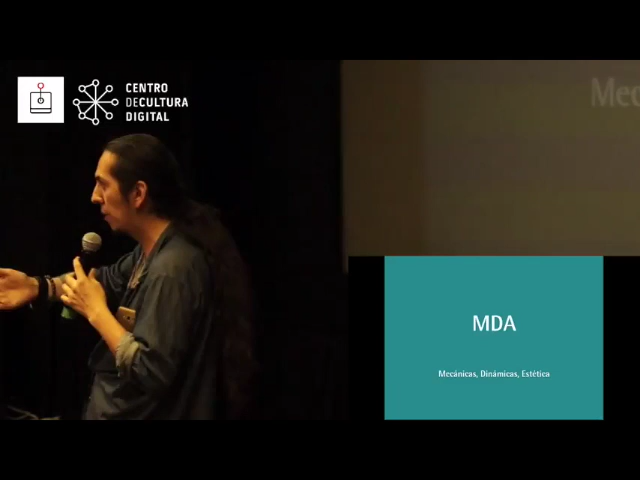 CENTRO
DECULTURA
DIGITAL
MDA
Mecánicas, Dinámicas, Estética